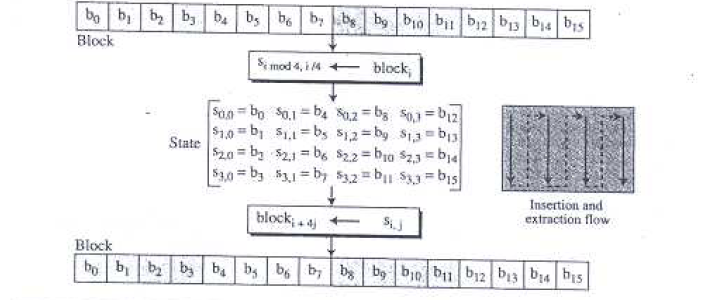 b0 b1 b2 b3 b4 b5 b6 b7 b8 b9 b10 b11 b12 b13 b14 b15
Block
s i mod 4, i /4 ← block i
s0,0 = b0 s0,1 = b4 s0,2 = b8 s0,3 = b12
s1,0 = b1 s1,1 = b5 s1,2 = b9 s1,3 = b13
State
s2,0 = b2 s2,1 = b6 s2,2 = b10 s2,3 = b14
s3,0 = b3 s3,1 = b7 s3,2 = b11 s3,3 = b15
Insertion and
extraction flow
block i + 4j ← s i, j
Block
b0 b1 b2 b3 b4 b5 b6 b7 b8 b9 b10 b11 b12 b13 b14 b15